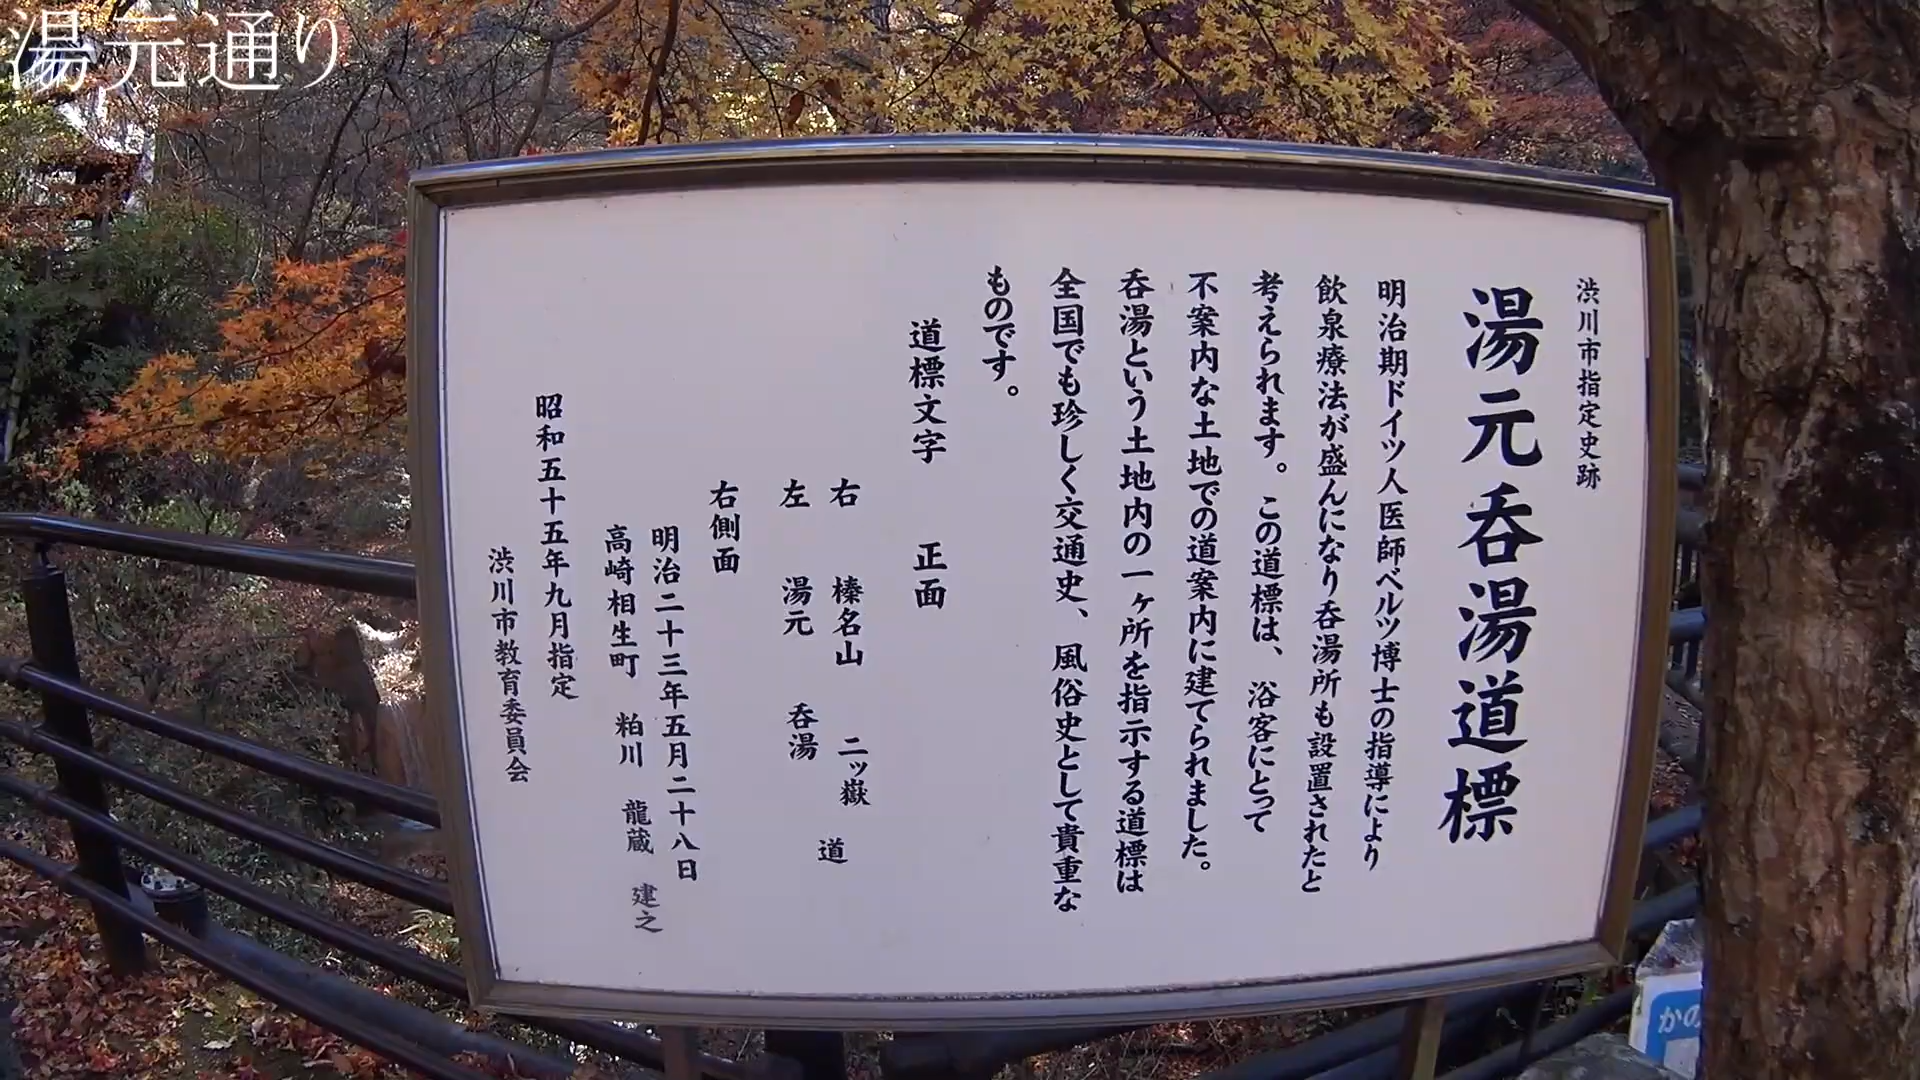 湯元通り
渋川市指定史跡
湯元呑湯道標
明治期ドイツ人医師ベルツ博士の指導により
飲泉療法が盛んになり呑湯所も設置されたと
考えられます。この道標は、浴客にとって
不案内な土地での道案内に建てられました。
呑湯という土地内の一ヶ所を指示する道標は
全国でも珍しく交通史、風俗史として貴重な
ものです。
道標文字 正面
右 榛名山 二ッ嶽
道
左 湯元 呑湯
右側面
明治二十三年五月二十八日
高崎相生町 粕川 龍蔵 建之
昭和五十五年九月指定
渋川市教育委員会
かの